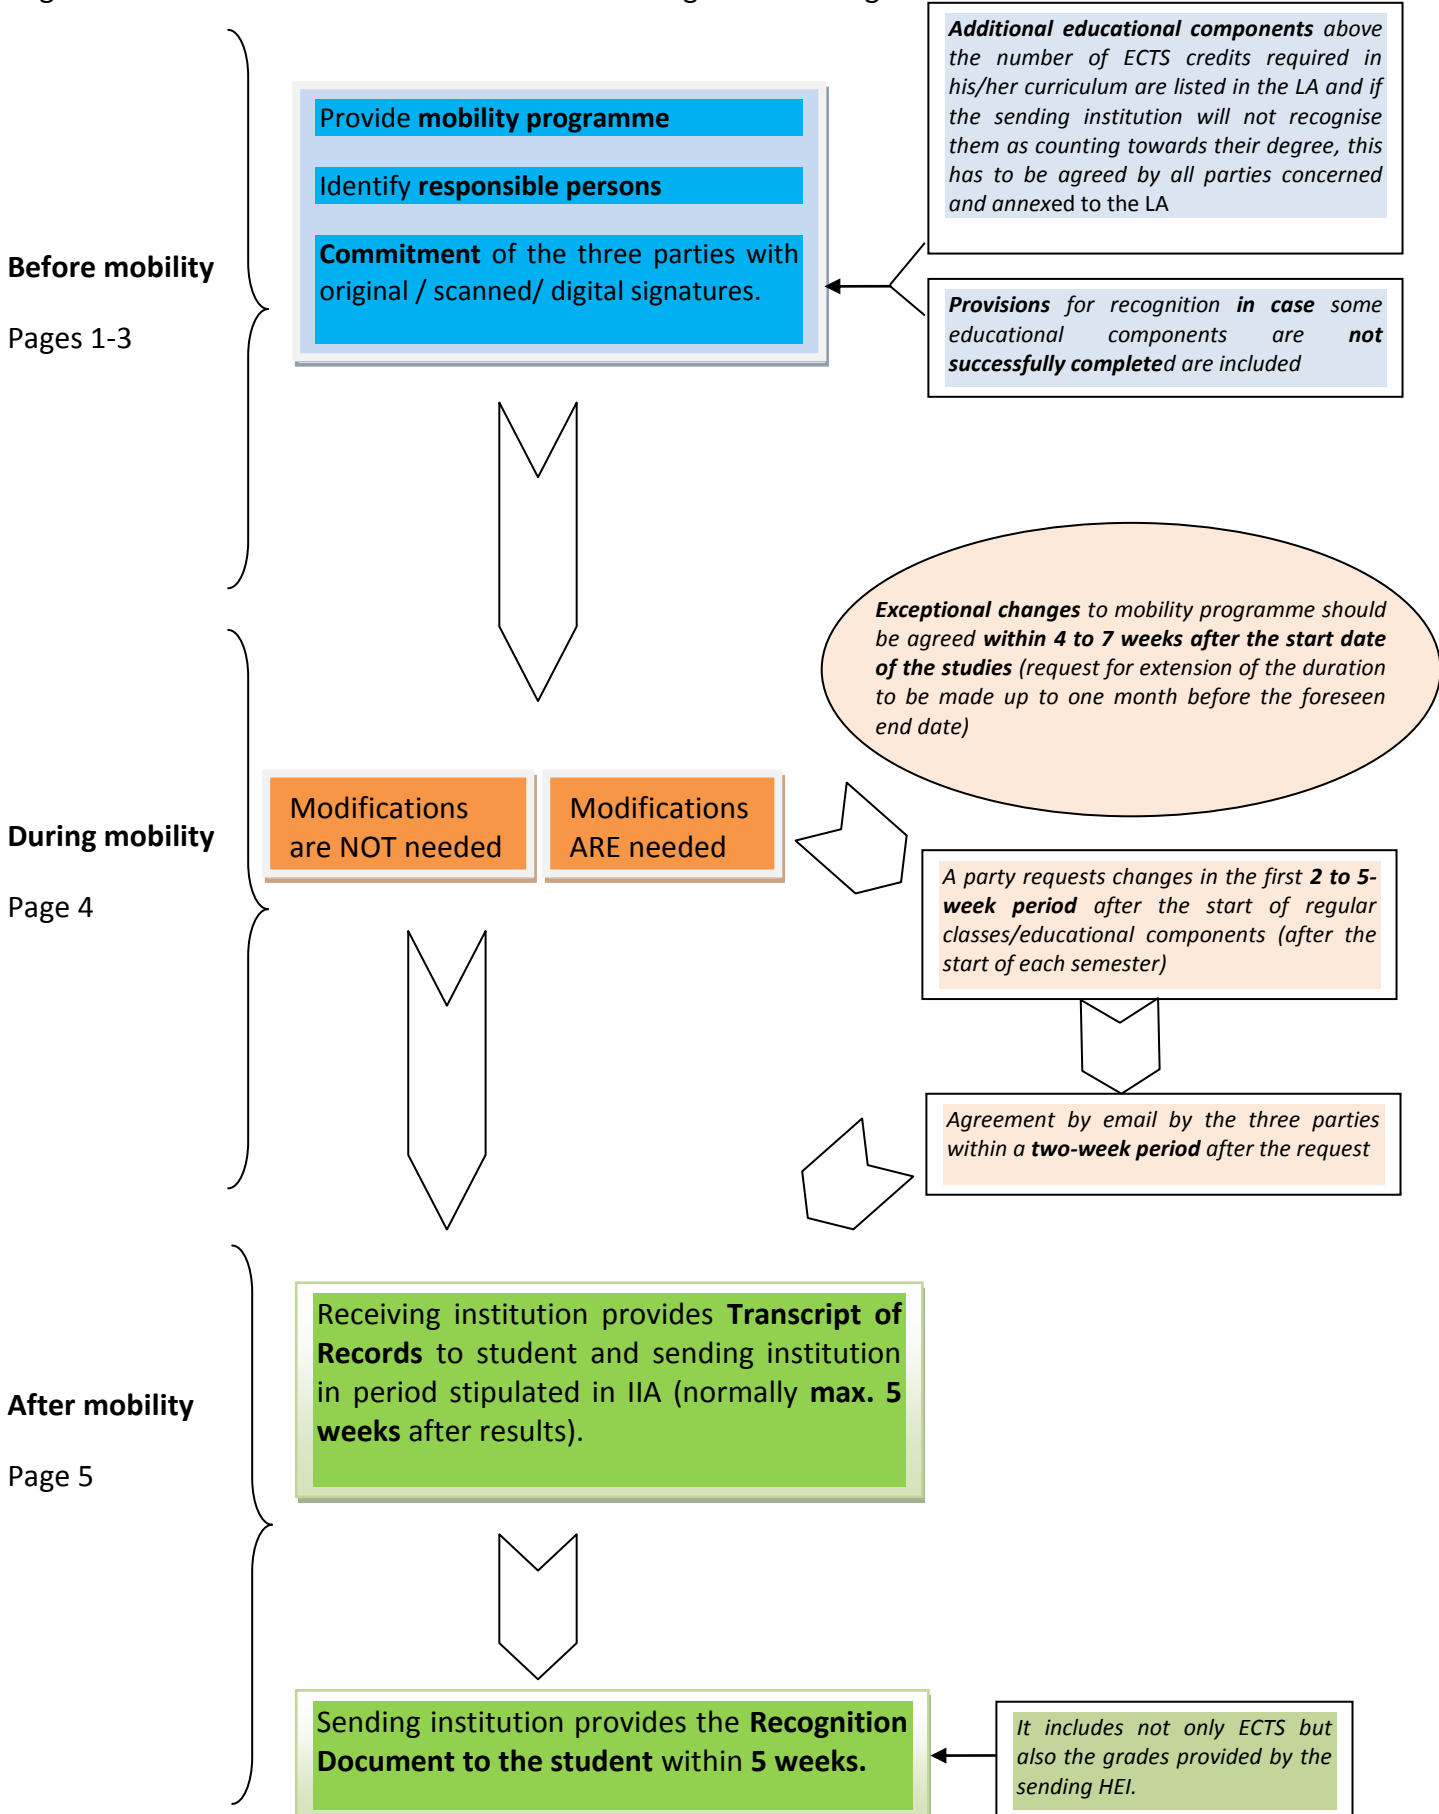 Additional educational components above
the number of ECTS credits required in
his/her curriculum are listed in the LA and if
the sending institution will not recognise
them as counting towards their degree, this
has to be agreed by all parties concerned
and annexed to the LA
Provide mobility programme
Identify responsible persons
Commitment of the three parties with
original / scanned/ digital signatures.
Before mobility
Pages 1-3
Provisions for recognition in case some
educational components are not
successfully completed are included
Exceptional changes to mobility programme should
be agreed within 4 to 7 weeks after the start date
of the studies (request for extension of the duration
to be made up to one month before the foreseen
end date)
During mobility
Page 4
Modifications
are NOT needed
Modifications
ARE needed
A party requests changes in the first 2 to 5-
week period after the start of regular
classes/educational components (after the
start of each semester)
Agreement by email by the three parties
within a two-week period after the request
After mobility
Page 5
Receiving institution provides Transcript of
Records to student and sending institution
in period stipulated in IIA (normally max. 5
weeks after results).
Sending institution provides the Recognition
Document to the student within 5 weeks.
It includes not only ECTS but
also the grades provided by the
sending HEI.